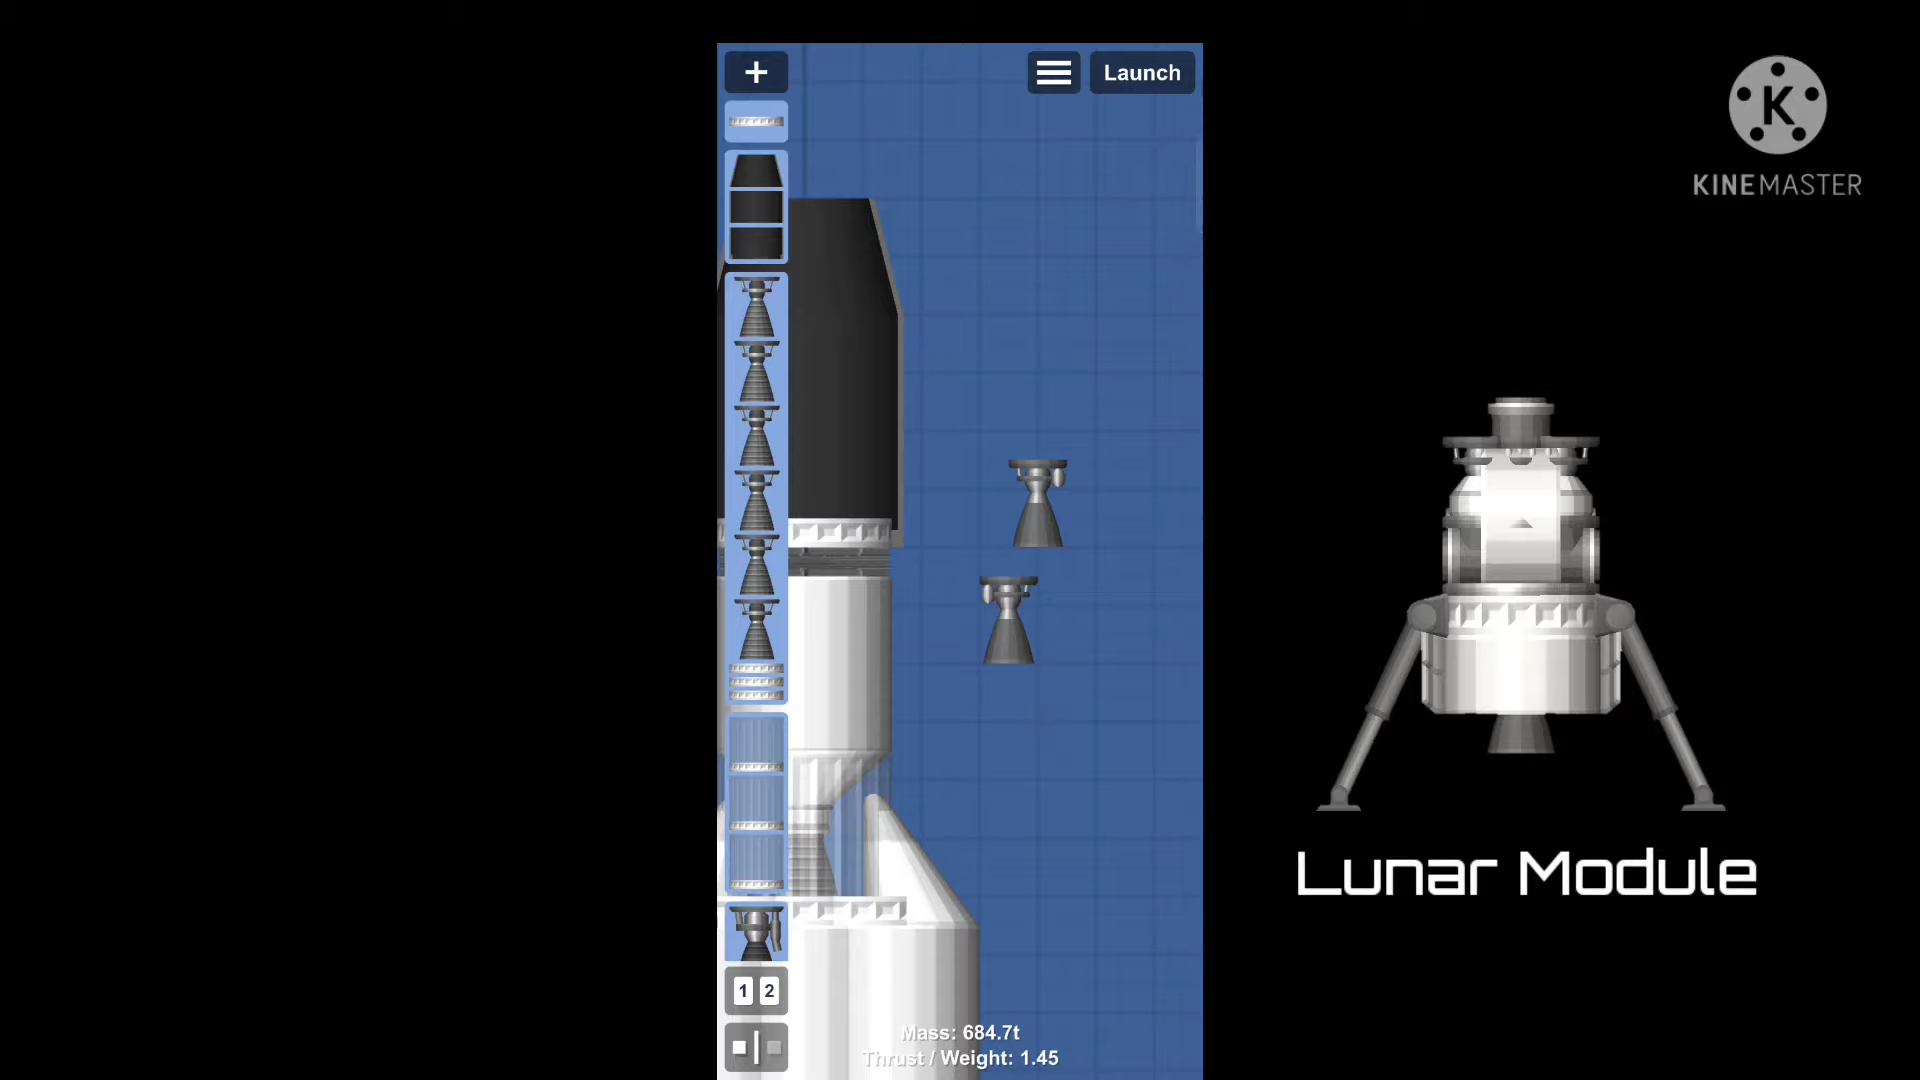 Launch
K
KINEMASTER
Lunar Module
1 2
Mass: 684.7t
Thrust / Weight: 1.45